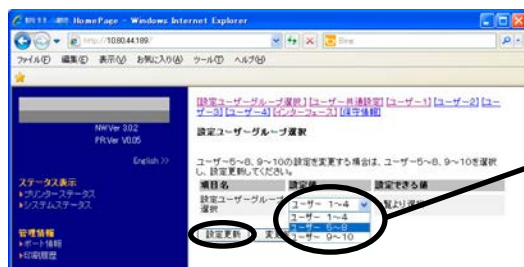 HomePage - Windows Internet Explorer
http://10.80.44.189/
Bing
ファイル(F) 編集(E) 表示(V) お気に入り(A) ツール(T) ヘルプ(H)
NWVer 3.02
PRVer V0.05
English >>
ステータス表示
プリンターステータス
システムステータス
管理情報
ポート情報
印刷履歴
[設定ユーザーグループ選択] [ユーザー共通設定] [ユーザー1] [ユーザー2] [ユーザー3] [ユーザー4] [インターフェース] [保守情報]
設定ユーザーグループ選択
ユーザー5~8、9~10の設定を変更する場合は、ユーザー5~8、9~10を選択し、設定更新してください。
項目名 設定値 設定できる値
設定ユーザーグループ選択 ユーザー 1~4 一覧より選択
ユーザー 1~4
ユーザー 5~8
ユーザー 9~10
設定更新